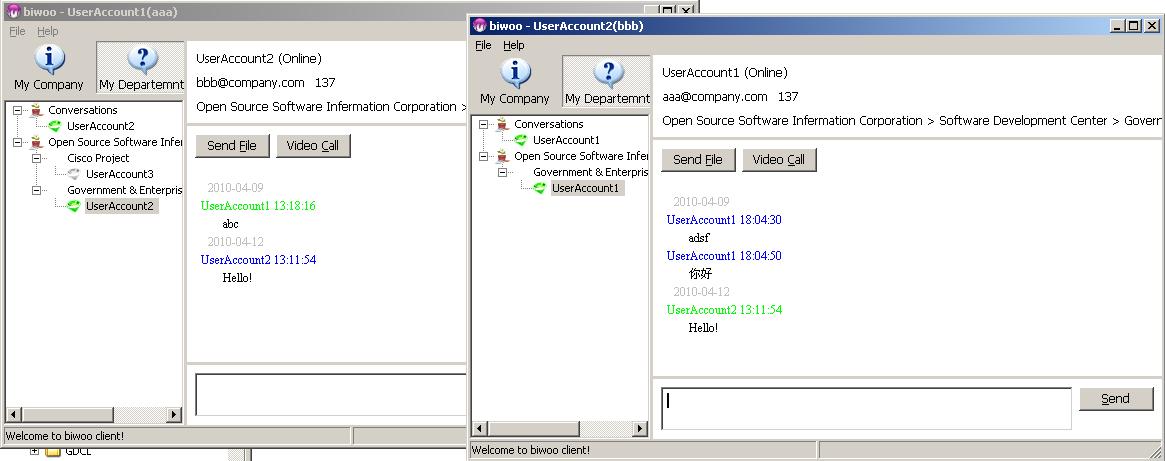 biwoo - UserAccount1(aaa)
File Help
My Company
My Departemnt
Conversations
UserAccount2
Open Source Software Infer
Cisco Project
UserAccount3
Government & Enterpris
UserAccount2
UserAccount2 (Online)
bbb@company.com 137
Open Source Software Infermation Corporation >
Send File
Video Call
2010-04-09
UserAccount1 13:18:16
abc
2010-04-12
UserAccount2 13:11:54
Hello!
Welcome to biwoo client!
GDCL
biwoo - UserAccount2(bbb)
File Help
My Company
My Departemnt
Conversations
UserAccount1
Open Source Software Infer
Government & Enterpris
UserAccount1
UserAccount1 (Online)
aaa@company.com 137
Open Source Software Infermation Corporation > Software Development Center > Govern
Send File
Video Call
2010-04-09
UserAccount1 18:04:30
adsf
UserAccount1 18:04:50
你好
2010-04-12
UserAccount2 13:11:54
Hello!
Send
Welcome to biwoo client!